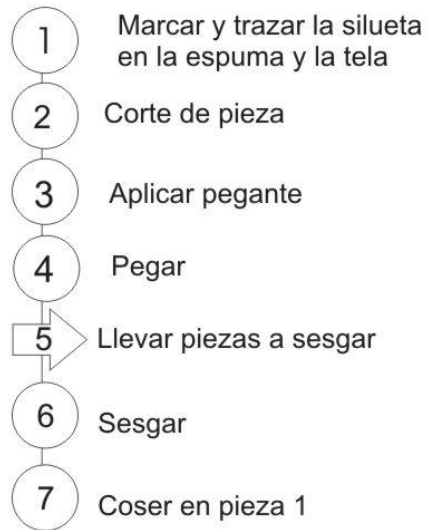 1 Marcar y trazar la silueta
en la espuma y la tela
2 Corte de pieza
3 Aplicar pegante
4 Pegar
5 Llevar piezas a sesgar
6 Sesgar
7 Coser en pieza 1